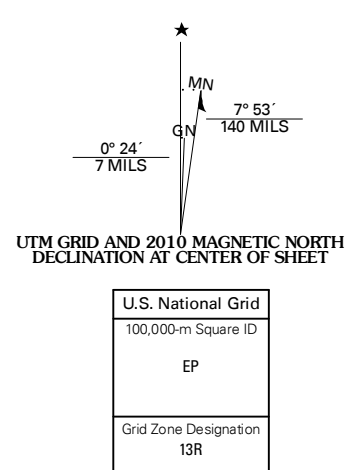 MN
7° 53´
140 MILS
GN
0° 24´
7 MILS
UTM GRID AND 2010 MAGNETIC NORTH
DECLINATION AT CENTER OF SHEET
U.S. National Grid
100,000-m Square ID
EP
Grid Zone Designation
13R